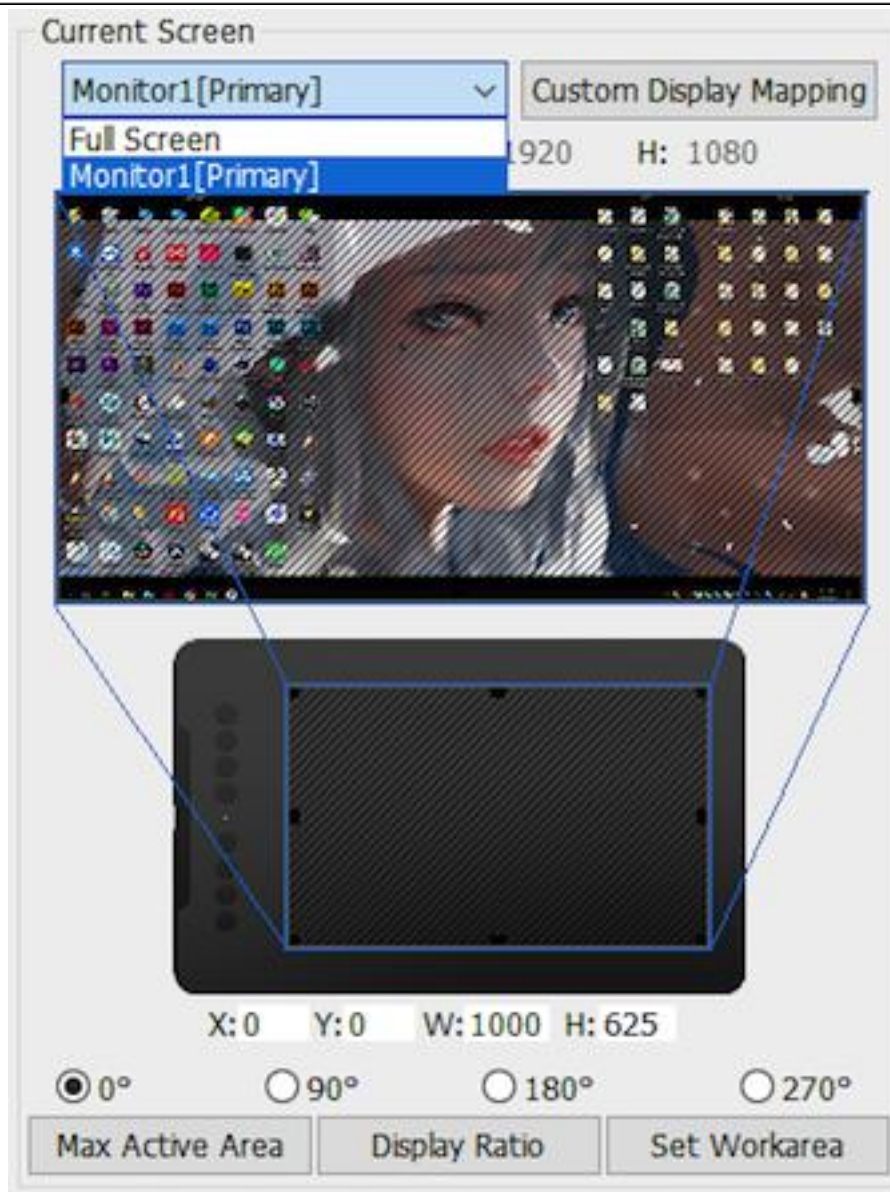 Current Screen
Monitor1[Primary] Custom Display Mapping
Full Screen
Monitor1[Primary] 1920 H: 1080
X: 0 Y: 0 W: 1000 H: 625
0° 90° 180° 270°
Max Active Area Display Ratio Set Workarea